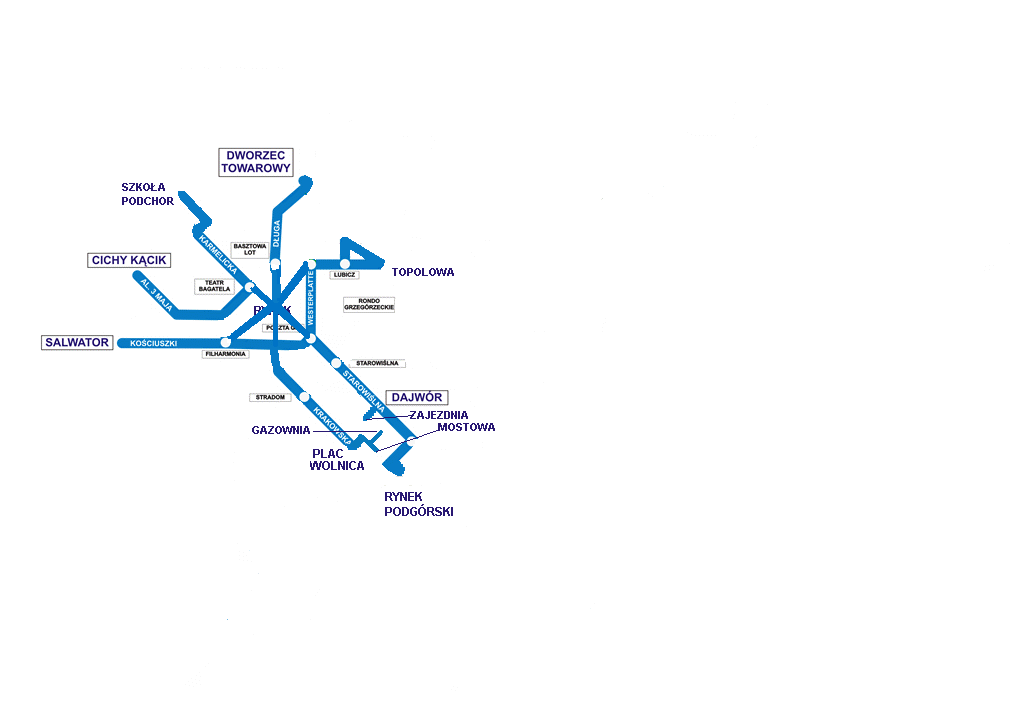 DWORZEC
TOWAROWY
SZKOŁA
PODCHOR
DŁUGA
KARMELICKA
BASZTOWA
LOT
CICHY KĄCIK
TOPOLOWA
LUBICZ
AL. 3 MAJA
TEATR
BAGATELA
WESTERPLATTE
RONDO
GRZEGÓRZECKIE
RYNEK
POCZTA G
SALWATOR
KOŚCIUSZKI
FILHARMONIA
STAROWIŚLNA
STAROWIŚLNA
STRADOM
DAJWÓR
KRAKOWSKA
ZAJEZDNIA
GAZOWNIA
MOSTOWA
PLAC
WOLNICA
RYNEK
PODGÓRSKI